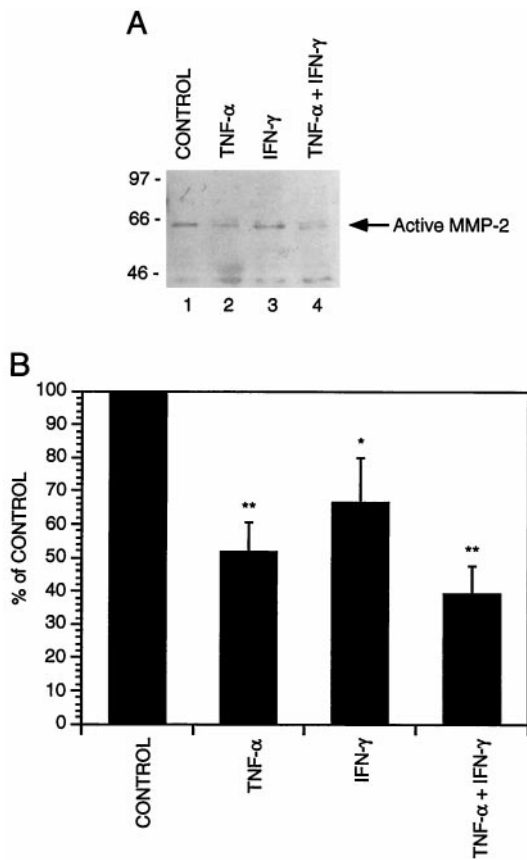 A
CONTROL
TNF-α
IFN-γ
TNF-α + IFN-γ
97 -
66 -
46 -
Active MMP-2
1 2 3 4
B
% of CONTROL
100
90
80
70
60
50
40
30
20
10
0
**
*
**
CONTROL
TNF-α
IFN-γ
TNF-α + IFN-γ